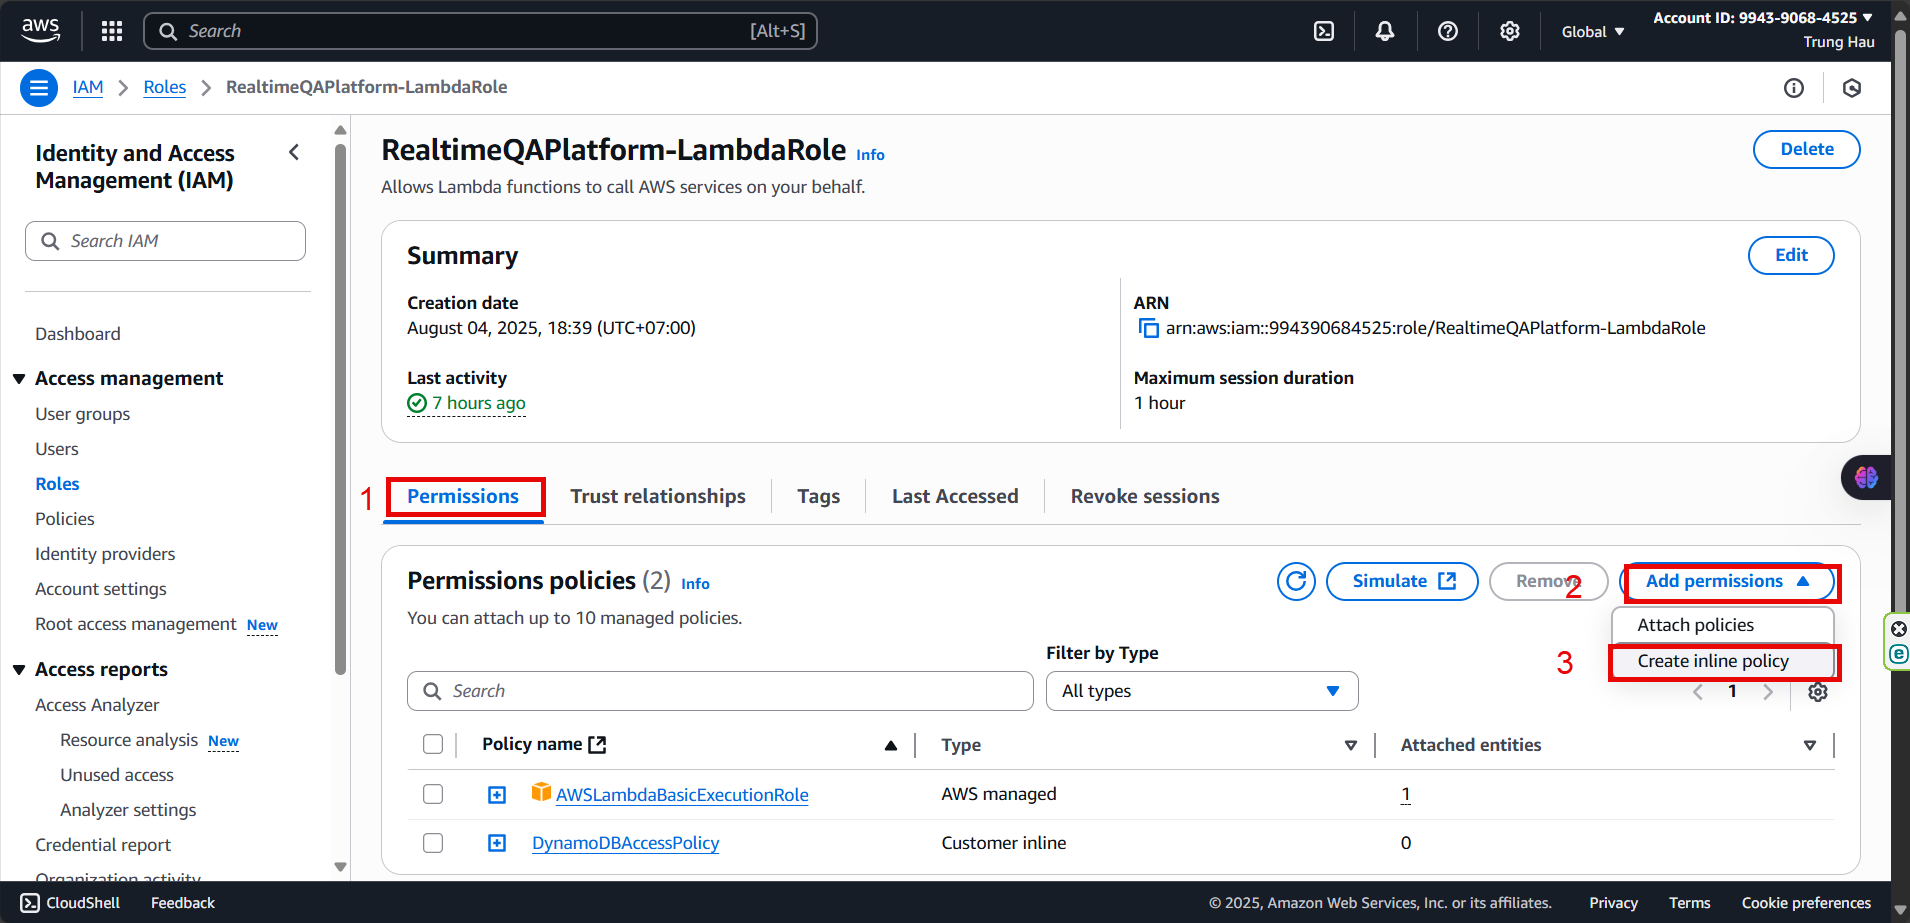 aws
Search [Alt+S]
Global
Account ID: 9943-9068-4525
Trung Hau
IAM
Roles
RealtimeQAPlatform-LambdaRole
Identity and Access
Management (IAM)
Search IAM
Dashboard
Access management
User groups
Users
Roles
Policies
Identity providers
Account settings
Root access management New
Access reports
Access Analyzer
Resource analysis New
Unused access
Analyzer settings
Credential report
Organization activity
RealtimeQAPlatform-LambdaRole Info
Delete
Allows Lambda functions to call AWS services on your behalf.
Summary
Edit
Creation date
August 04, 2025, 18:39 (UTC+07:00)
ARN
arn:aws:iam::994390684525:role/RealtimeQAPlatform-LambdaRole
Last activity
7 hours ago
Maximum session duration
1 hour
1 Permissions Trust relationships Tags Last Accessed Revoke sessions
Permissions policies (2) Info
Simulate
Remove
2 Add permissions
You can attach up to 10 managed policies.
Attach policies
3 Create inline policy
Filter by Type
Search
All types
1
Policy name Type Attached entities
AWSLambdaBasicExecutionRole AWS managed 1
DynamoDBAccessPolicy Customer inline 0
CloudShell Feedback © 2025, Amazon Web Services, Inc. or its affiliates. Privacy Terms Cookie preferences